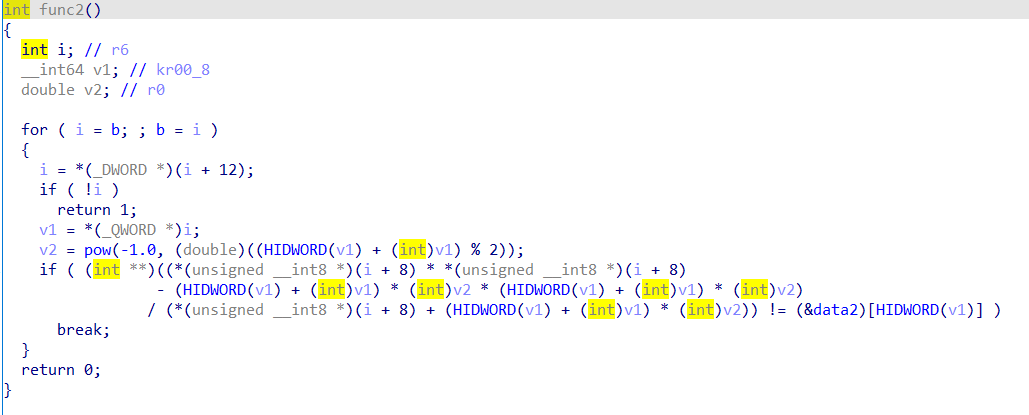 int func2()
{
  int i; // r6
  __int64 v1; // kr00_8
  double v2; // r0

  for ( i = b; ; b = i )
  {
    i = *(_DWORD *)(i + 12);
    if ( !i )
      return 1;
    v1 = *(_QWORD *)i;
    v2 = pow(-1.0, (double)((HIDWORD(v1) + (int)v1) % 2));
    if ( (int **)((*(unsigned __int8 *)(i + 8) * *(unsigned __int8 *)(i + 8)
                 - (HIDWORD(v1) + (int)v1) * (int)v2 * (HIDWORD(v1) + (int)v1) * (int)v2)
                / (*(unsigned __int8 *)(i + 8) + (HIDWORD(v1) + (int)v1) * (int)v2)) != (&data2)[HIDWORD(v1)] )
      break;
  }
  return 0;
}